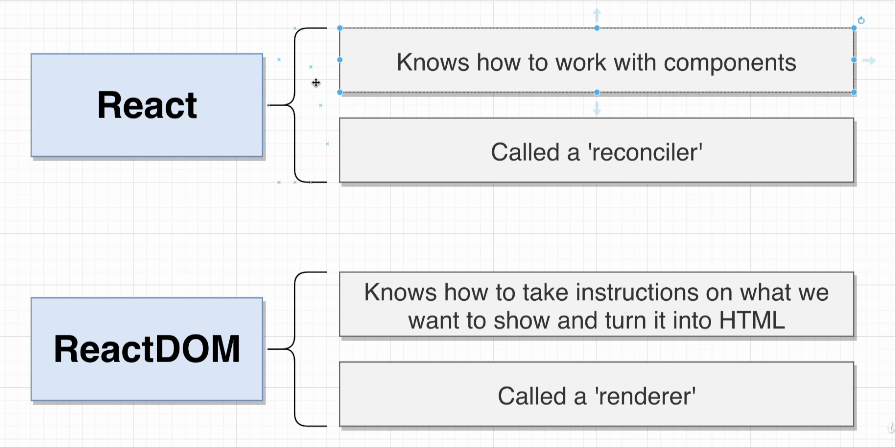 React
Knows how to work with components
Called a 'reconciler'
ReactDOM
Knows how to take instructions on what we
want to show and turn it into HTML
Called a 'renderer'